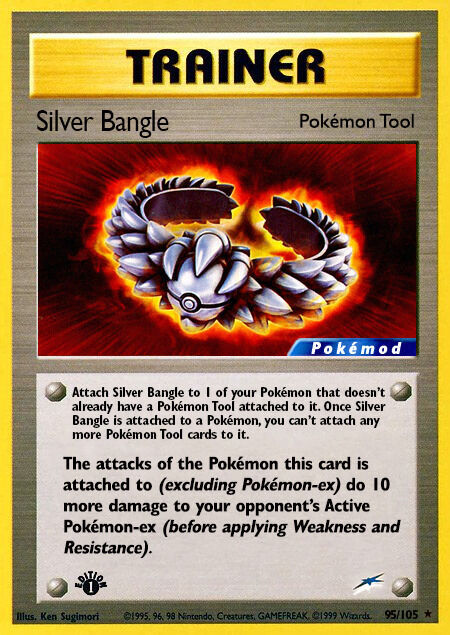 TRAINER
Silver Bangle Pokémon Tool
Pokémod
Attach Silver Bangle to 1 of your Pokémon that doesn't
already have a Pokémon Tool attached to it. Once Silver
Bangle is attached to a Pokémon, you can't attach any
more Pokémon Tool cards to it.
The attacks of the Pokémon this card is
attached to (excluding Pokémon-ex) do 10
more damage to your opponent's Active
Pokémon-ex (before applying Weakness and
Resistance).
EDITION
1
Illus. Ken Sugimori ©1995, 96, 98 Nintendo, Creatures, GAMEFREAK. ©1999 Wizards. 95/105 ★